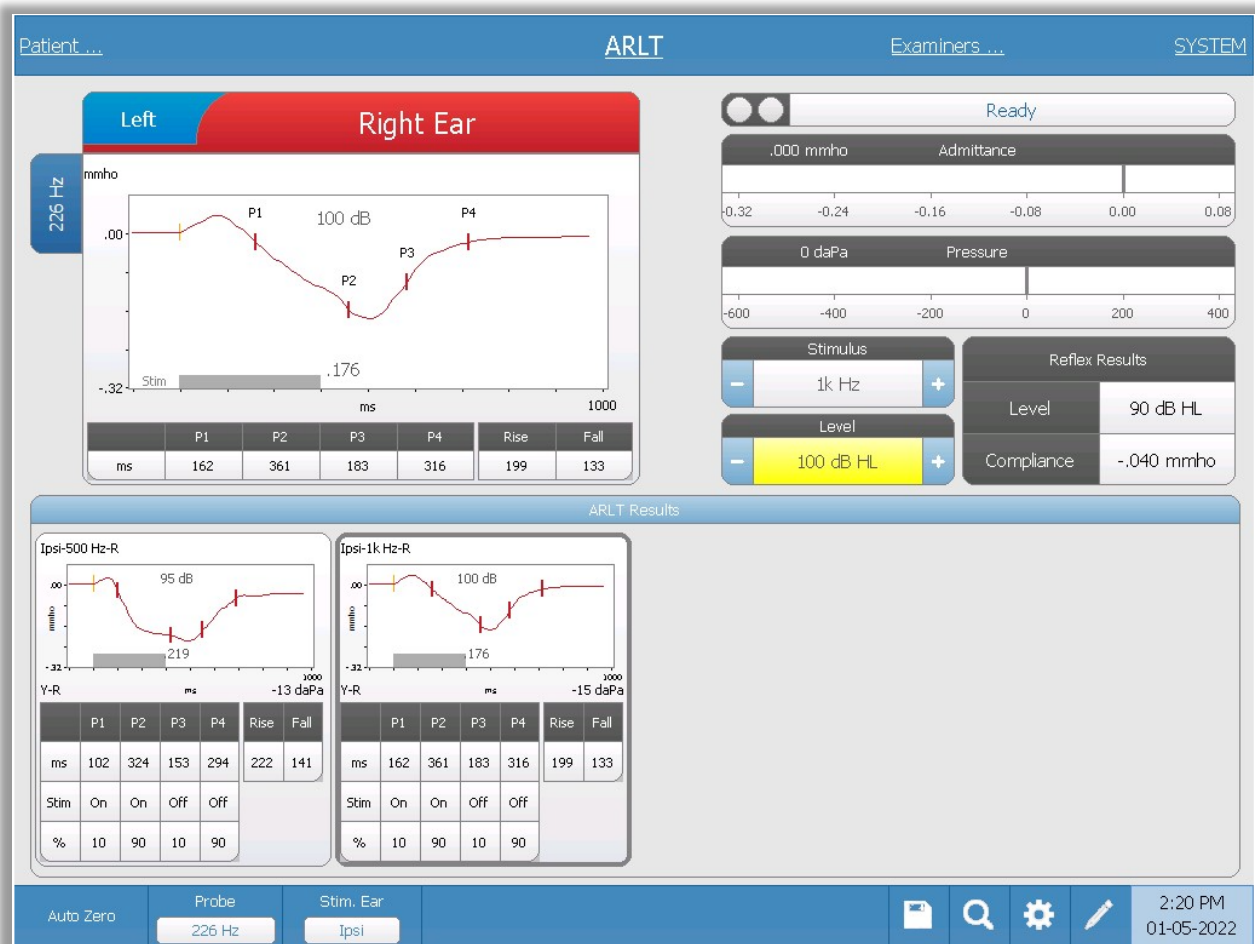 Patient ... ARLT Examiners ... SYSTEM
Left Right Ear
226 Hz
mmho
P1 100 dB P4
.00
P3
P2
.176
Stim
-.32
ms 1000
P1 P2 P3 P4 Rise Fall
ms 162 361 183 316 199 133
Ready
.000 mmho Admittance
-0.32 -0.24 -0.16 -0.08 0.00 0.08
0 daPa Pressure
-600 -400 -200 0 200 400
Stimulus
- 1k Hz +
Level
- 100 dB HL +
Reflex Results
Level 90 dB HL
Compliance -.040 mmho
ARLT Results
Ipsi-500 Hz-R
.00 95 dB
mmho
.219
-.32
1000
Y-R ms -13 daPa
P1 P2 P3 P4 Rise Fall
ms 102 324 153 294 222 141
Stim On On Off Off
% 10 90 10 90
Ipsi-1k Hz-R
.00 100 dB
mmho
.176
-.32
1000
Y-R ms -15 daPa
P1 P2 P3 P4 Rise Fall
ms 162 361 183 316 199 133
Stim On On Off Off
% 10 90 10 90
Auto Zero
Probe
226 Hz
Stim. Ear
Ipsi
2:20 PM
01-05-2022